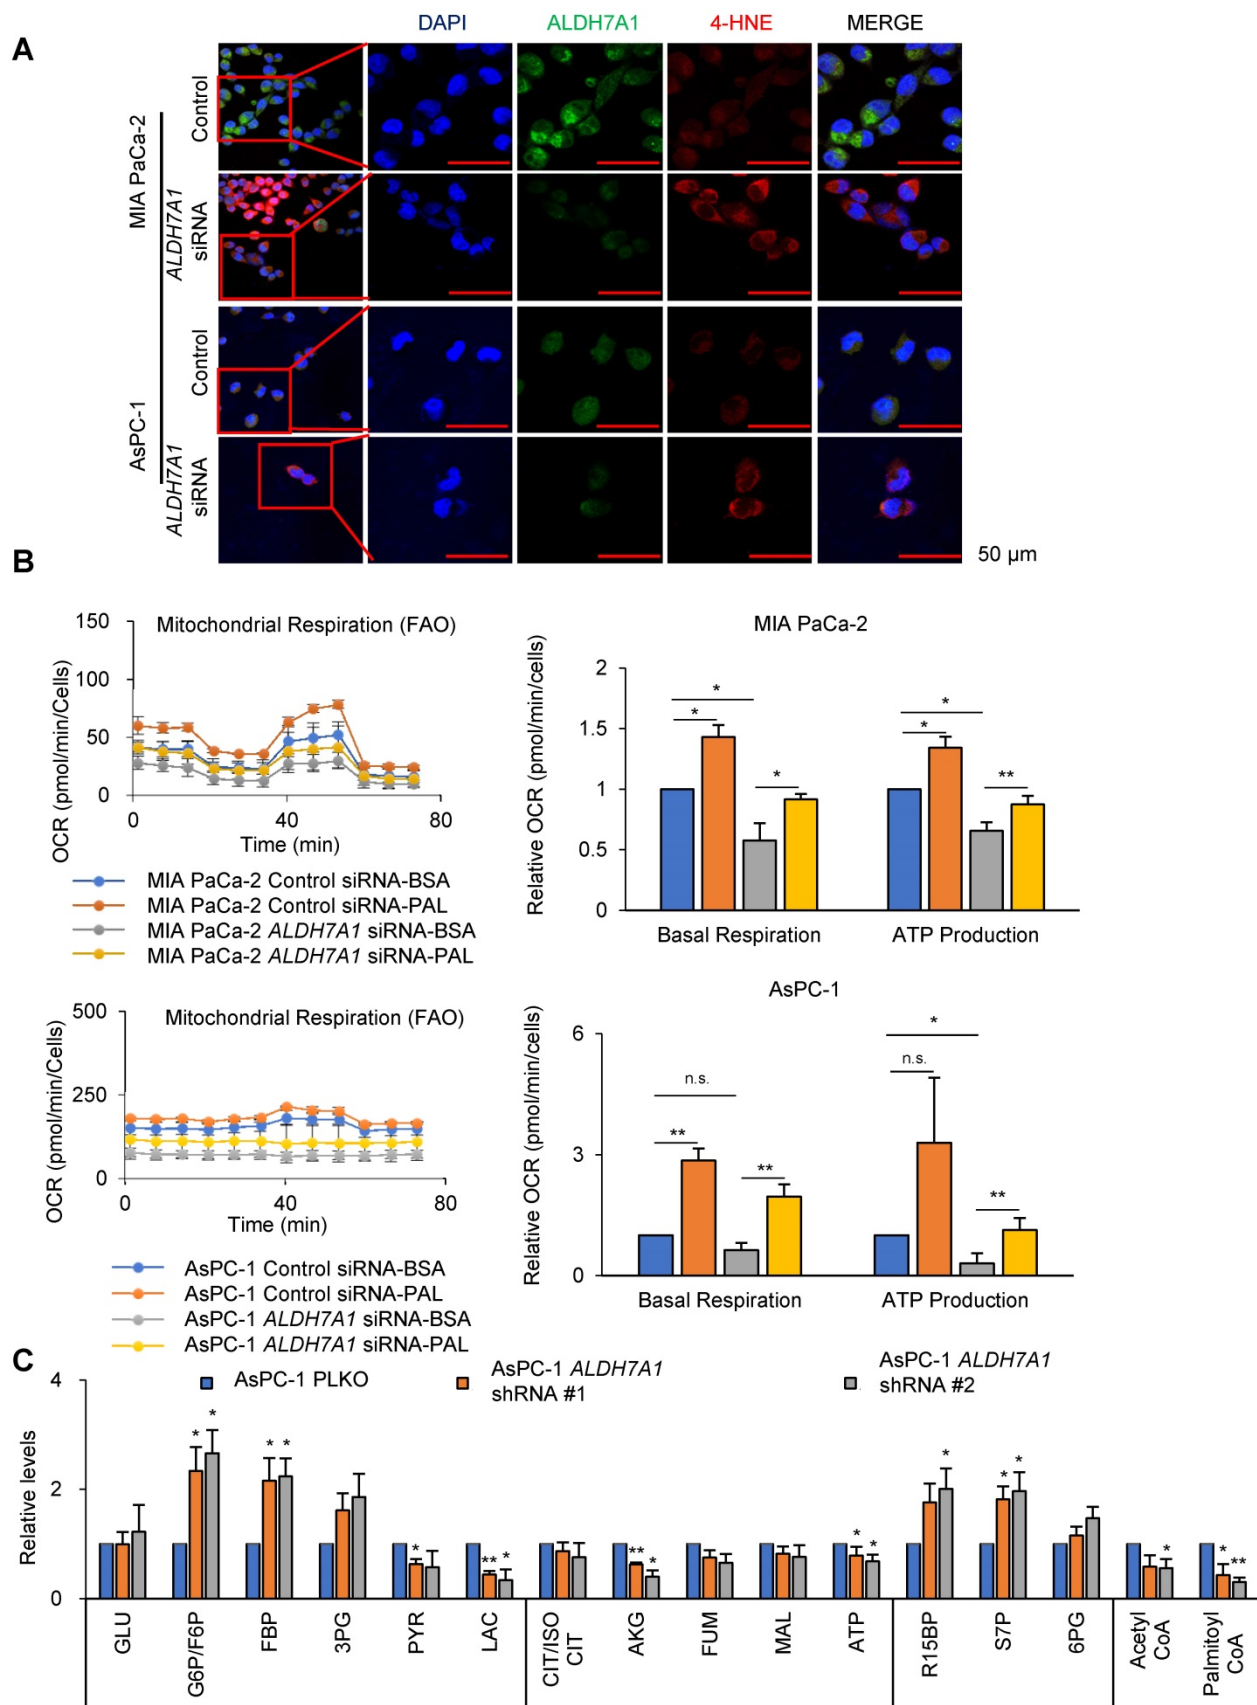 A
DAPI
ALDH7A1
4-HNE
MERGE
MIA PaCa-2
Control
ALDH7A1
siRNA
AsPC-1
Control
ALDH7A1
siRNA
50 µm
B
Mitochondrial Respiration (FAO)
OCR (pmol/min/Cells)
150
100
50
0
0 40 80
Time (min)
MIA PaCa-2 Control siRNA-BSA
MIA PaCa-2 Control siRNA-PAL
MIA PaCa-2 ALDH7A1 siRNA-BSA
MIA PaCa-2 ALDH7A1 siRNA-PAL
MIA PaCa-2
Relative OCR (pmol/min/cells)
2
1.5
1
0.5
0
* * *
* * **
Basal Respiration ATP Production
Mitochondrial Respiration (FAO)
OCR (pmol/min/Cells)
500
250
0
0 40 80
Time (min)
AsPC-1 Control siRNA-BSA
AsPC-1 Control siRNA-PAL
AsPC-1 ALDH7A1 siRNA-BSA
AsPC-1 ALDH7A1 siRNA-PAL
AsPC-1
Relative OCR (pmol/min/cells)
6
3
0
n.s. ** **
* n.s. **
Basal Respiration ATP Production
C
AsPC-1 PLKO
AsPC-1 ALDH7A1
shRNA #1
AsPC-1 ALDH7A1
shRNA #2
Relative levels
4
2
0
* * * * * ** * ** * * * * * * * * **
GLU
G6P/F6P
FBP
3PG
PYR
LAC
CIT/ISO
CIT
AKG
FUM
MAL
ATP
R15BP
S7P
6PG
Acetyl
CoA
Palmitoyl
CoA